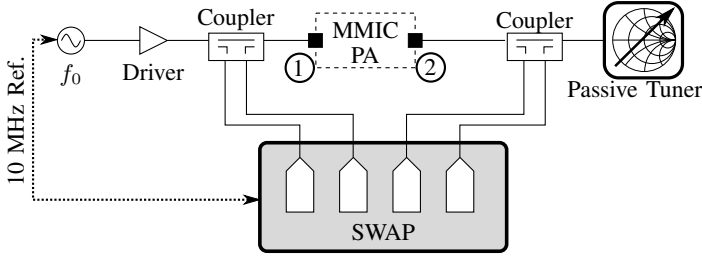 Coupler
MMIC
PA
Coupler
10 MHz Ref.
f₀
Driver
1
2
Passive Tuner
SWAP